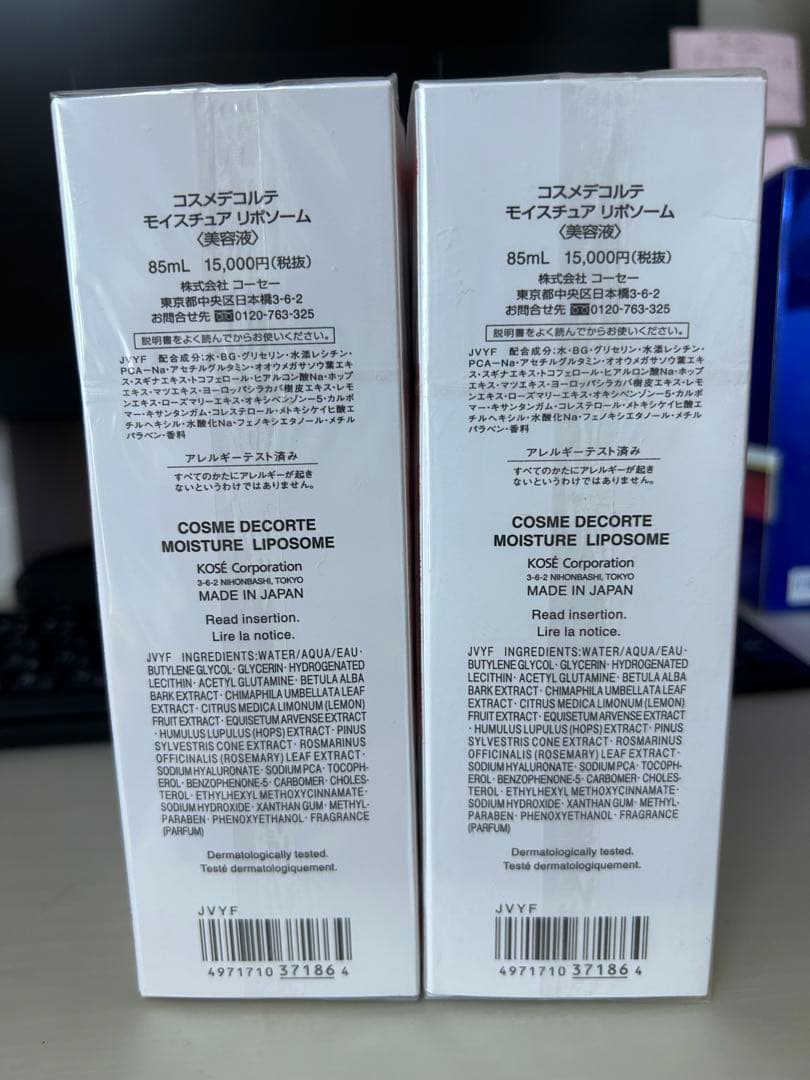 コスメデコルテ
モイスチュア リポソーム
〈美容液〉
85mL 15,000円(税抜)
株式会社 コーセー
東京都中央区日本橋3-6-2
お問合せ先 0120-763-325
説明書をよく読んでからお使いください。
JVYF 配合成分:水・BG・グリセリン・水添レシチン・
PCA-Na・アセチルグルタミン・オオウメガサソウ葉エキ
ス・スギナエキス・トコフェロール・ヒアルロン酸Na・ホップ
エキス・マツエキス・ヨーロッパシラカバ樹皮エキス・レモ
ンエキス・ローズマリーエキス・オキシベンゾン-5・カルボ
マー・キサンタンガム・コレステロール・メトキシケイヒ酸エ
チルヘキシル・水酸化Na・フェノキシエタノール・メチル
パラベン・香料
アレルギーテスト済み
すべてのかたにアレルギーが起き
ないというわけではありません。
COSME DECORTE
MOISTURE LIPOSOME
KOSÉ Corporation
3-6-2 NIHONBASHI, TOKYO
MADE IN JAPAN
Read insertion.
Lire la notice.
JVYF INGREDIENTS:WATER/AQUA/EAU・
BUTYLENE GLYCOL・GLYCERIN・HYDROGENATED
LECITHIN・ACETYL GLUTAMINE・BETULA ALBA
BARK EXTRACT・CHIMAPHILA UMBELLATA LEAF
EXTRACT・CITRUS MEDICA LIMONUM (LEMON)
FRUIT EXTRACT・EQUISETUM ARVENSE EXTRACT
・HUMULUS LUPULUS (HOPS) EXTRACT・PINUS
SYLVESTRIS CONE EXTRACT・ROSMARINUS
OFFICINALIS (ROSEMARY) LEAF EXTRACT・
SODIUM HYALURONATE・SODIUM PCA・TOCOPH-
EROL・BENZOPHENONE-5・CARBOMER・CHOLES-
TEROL・ETHYLHEXYL METHOXYCINNAMATE・
SODIUM HYDROXIDE・XANTHAN GUM・METHYL-
PARABEN・PHENOXYETHANOL・FRAGRANCE
(PARFUM)
Dermatologically tested.
Testé dermatologiquement.
JVYF
4971710 37186 4
コスメデコルテ
モイスチュア リポソーム
〈美容液〉
85mL 15,000円(税抜)
株式会社 コーセー
東京都中央区日本橋3-6-2
お問合せ先 0120-763-325
説明書をよく読んでからお使いください。
JVYF 配合成分:水・BG・グリセリン・水添レシチン・
PCA-Na・アセチルグルタミン・オオウメガサソウ葉エキ
ス・スギナエキス・トコフェロール・ヒアルロン酸Na・ホップ
エキス・マツエキス・ヨーロッパシラカバ樹皮エキス・レモ
ンエキス・ローズマリーエキス・オキシベンゾン-5・カルボ
マー・キサンタンガム・コレステロール・メトキシケイヒ酸エ
チルヘキシル・水酸化Na・フェノキシエタノール・メチル
パラベン・香料
アレルギーテスト済み
すべてのかたにアレルギーが起き
ないというわけではありません。
COSME DECORTE
MOISTURE LIPOSOME
KOSÉ Corporation
3-6-2 NIHONBASHI, TOKYO
MADE IN JAPAN
Read insertion.
Lire la notice.
JVYF INGREDIENTS:WATER/AQUA/EAU・
BUTYLENE GLYCOL・GLYCERIN・HYDROGENATED
LECITHIN・ACETYL GLUTAMINE・BETULA ALBA
BARK EXTRACT・CHIMAPHILA UMBELLATA LEAF
EXTRACT・CITRUS MEDICA LIMONUM (LEMON)
FRUIT EXTRACT・EQUISETUM ARVENSE EXTRACT
・HUMULUS LUPULUS (HOPS) EXTRACT・PINUS
SYLVESTRIS CONE EXTRACT・ROSMARINUS
OFFICINALIS (ROSEMARY) LEAF EXTRACT・
SODIUM HYALURONATE・SODIUM PCA・TOCOPH-
EROL・BENZOPHENONE-5・CARBOMER・CHOLES-
TEROL・ETHYLHEXYL METHOXYCINNAMATE・
SODIUM HYDROXIDE・XANTHAN GUM・METHYL-
PARABEN・PHENOXYETHANOL・FRAGRANCE
(PARFUM)
Dermatologically tested.
Testé dermatologiquement.
JVYF
4971710 37186 4